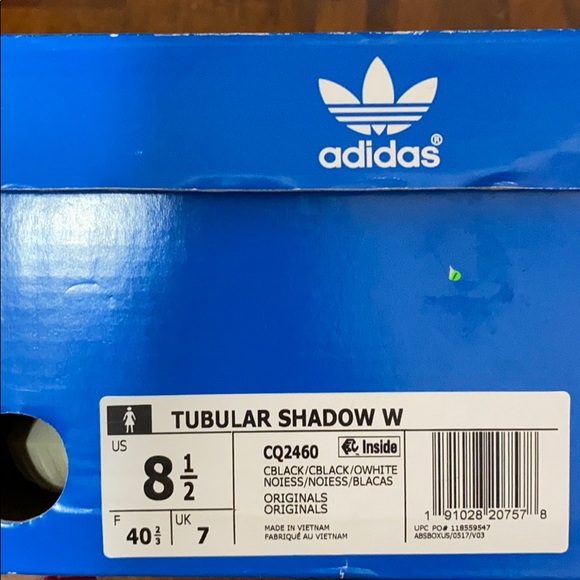 adidas®
TUBULAR SHADOW W
US
8 1/2
F
40 2/3
UK
7
CQ2460
Inside
CBLACK/CBLACK/OWHITE
NOIESS/NOIESS/BLACAS
ORIGINALS
ORIGINALS
MADE IN VIETNAM
FABRIQUÉ AU VIETNAM
1 91028 20757 8
UPC PO# 118559547
ABSBOXUS/0517/V03